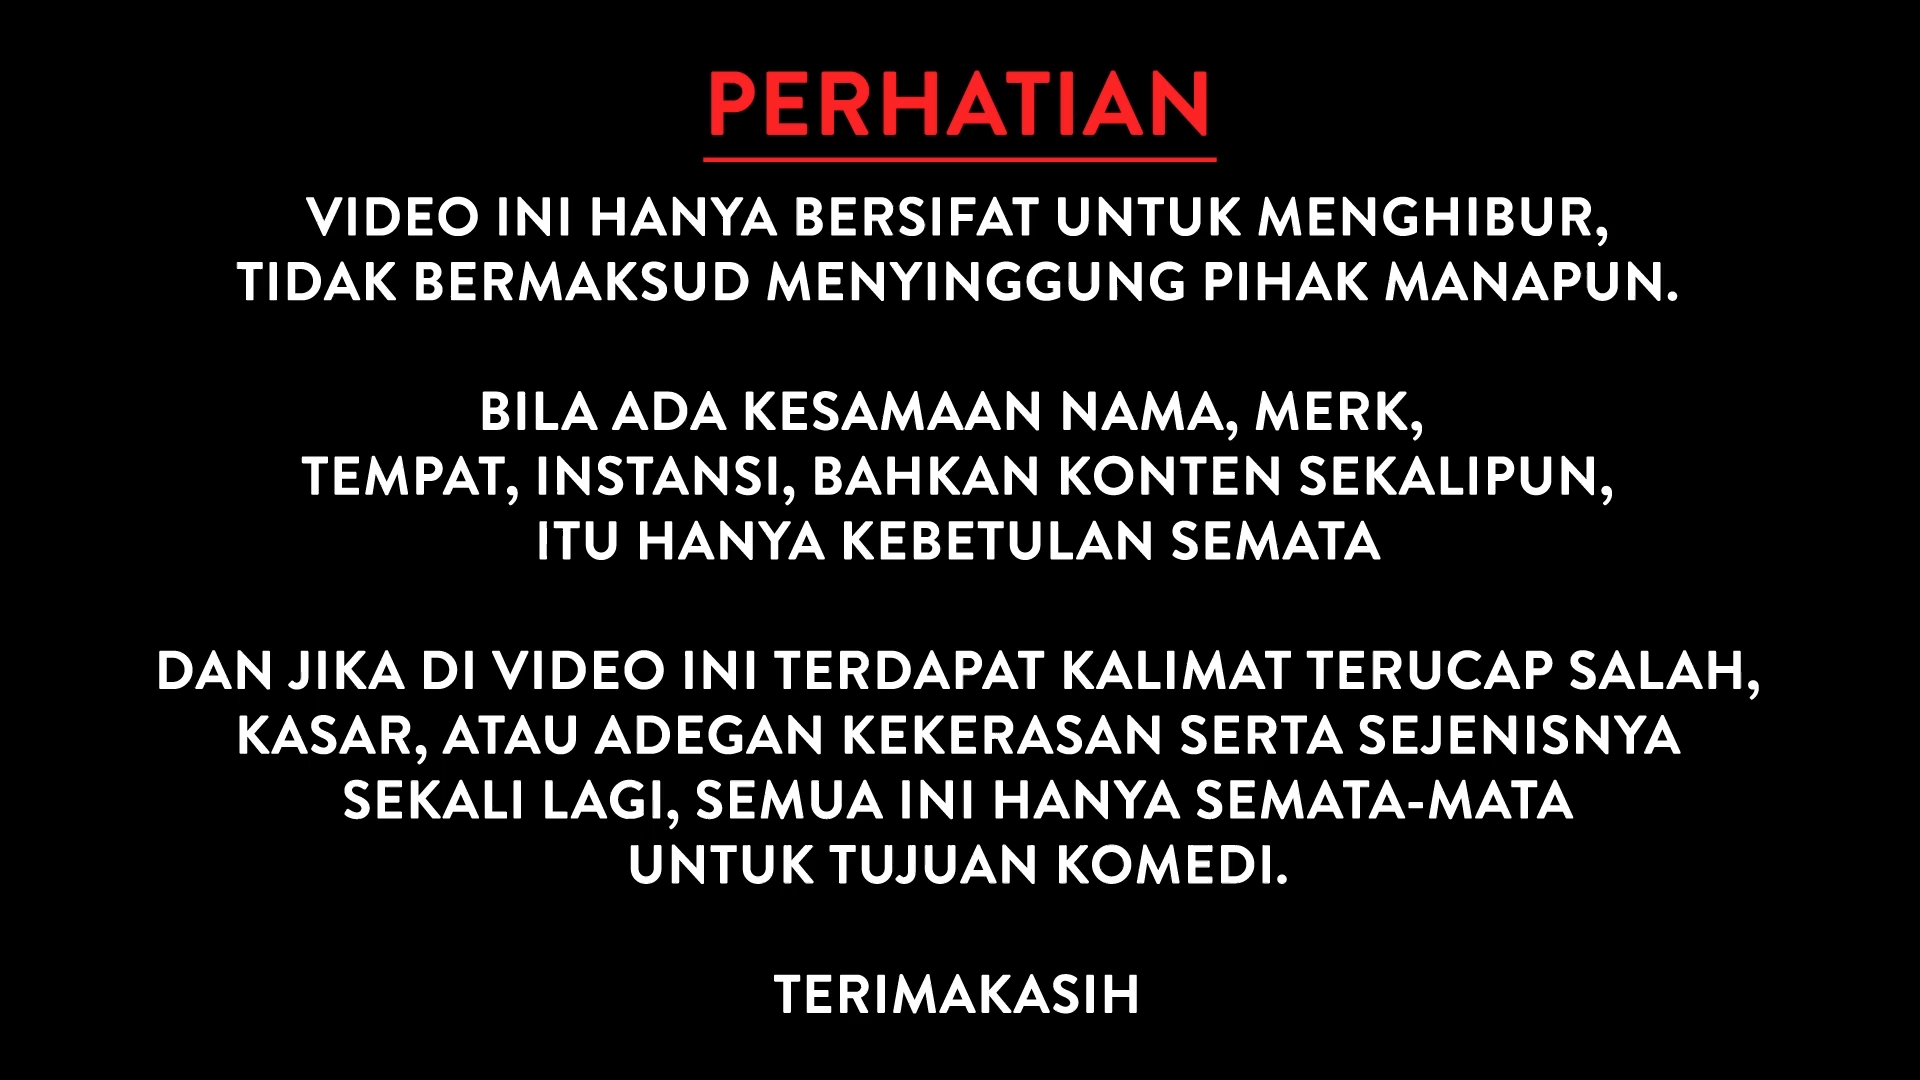 PERHATIAN
VIDEO INI HANYA BERSIFAT UNTUK MENGHIBUR,
TIDAK BERMAKSUD MENYINGGUNG PIHAK MANAPUN.
BILA ADA KESAMAAN NAMA, MERK,
TEMPAT, INSTANSI, BAHKAN KONTEN SEKALIPUN,
ITU HANYA KEBETULAN SEMATA
DAN JIKA DI VIDEO INI TERDAPAT KALIMAT TERUCAP SALAH,
KASAR, ATAU ADEGAN KEKERASAN SERTA SEJENISNYA
SEKALI LAGI, SEMUA INI HANYA SEMATA-MATA
UNTUK TUJUAN KOMEDI.
TERIMAKASIH